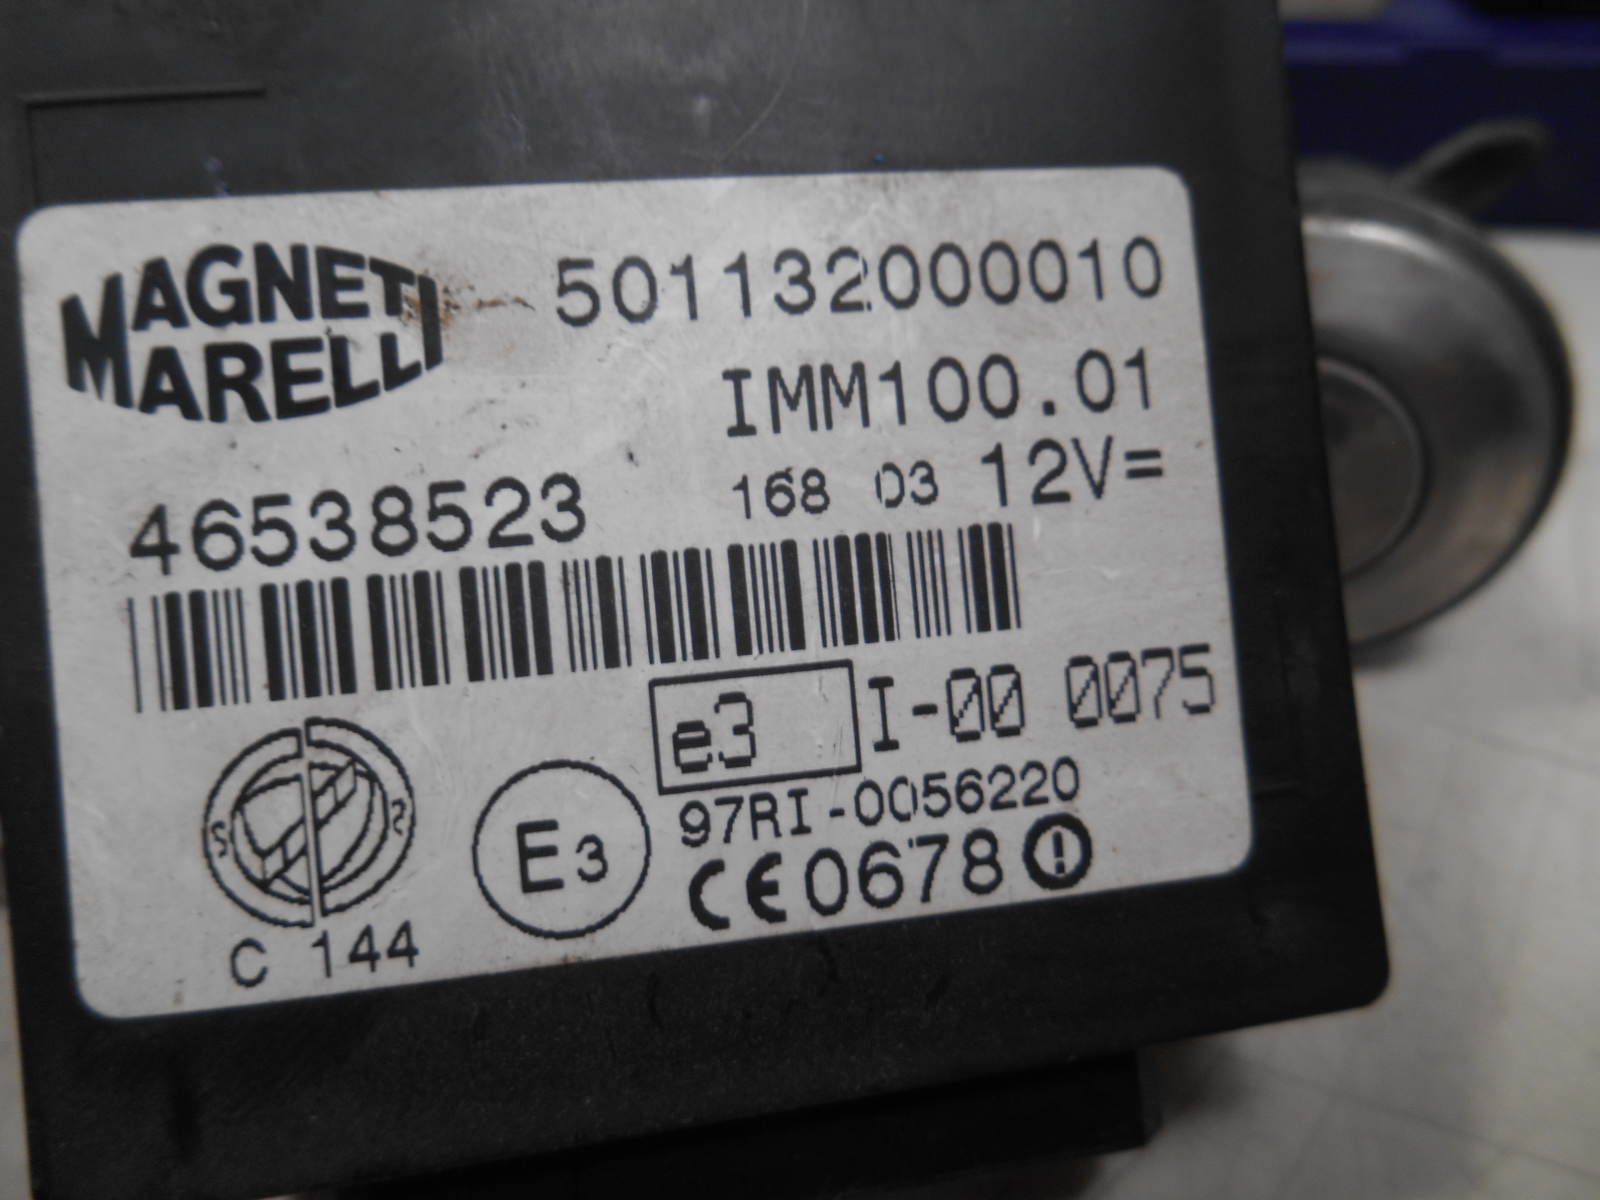 MAGNETI
MARELLI
501132000010
IMM100.01
46538523
168 03 12V=
e3
I-00 0075
97RI-0056220
E3
CE0678
C 144